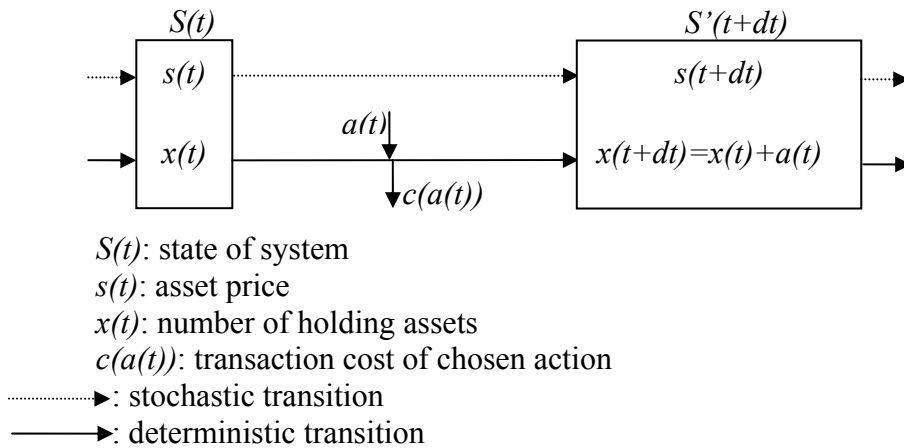 S(t)
S’(t+dt)
s(t)
s(t+dt)
a(t)
x(t)
x(t+dt)=x(t)+a(t)
c(a(t))
S(t): state of system
s(t): asset price
x(t): number of holding assets
c(a(t)): transaction cost of chosen action
: stochastic transition
: deterministic transition